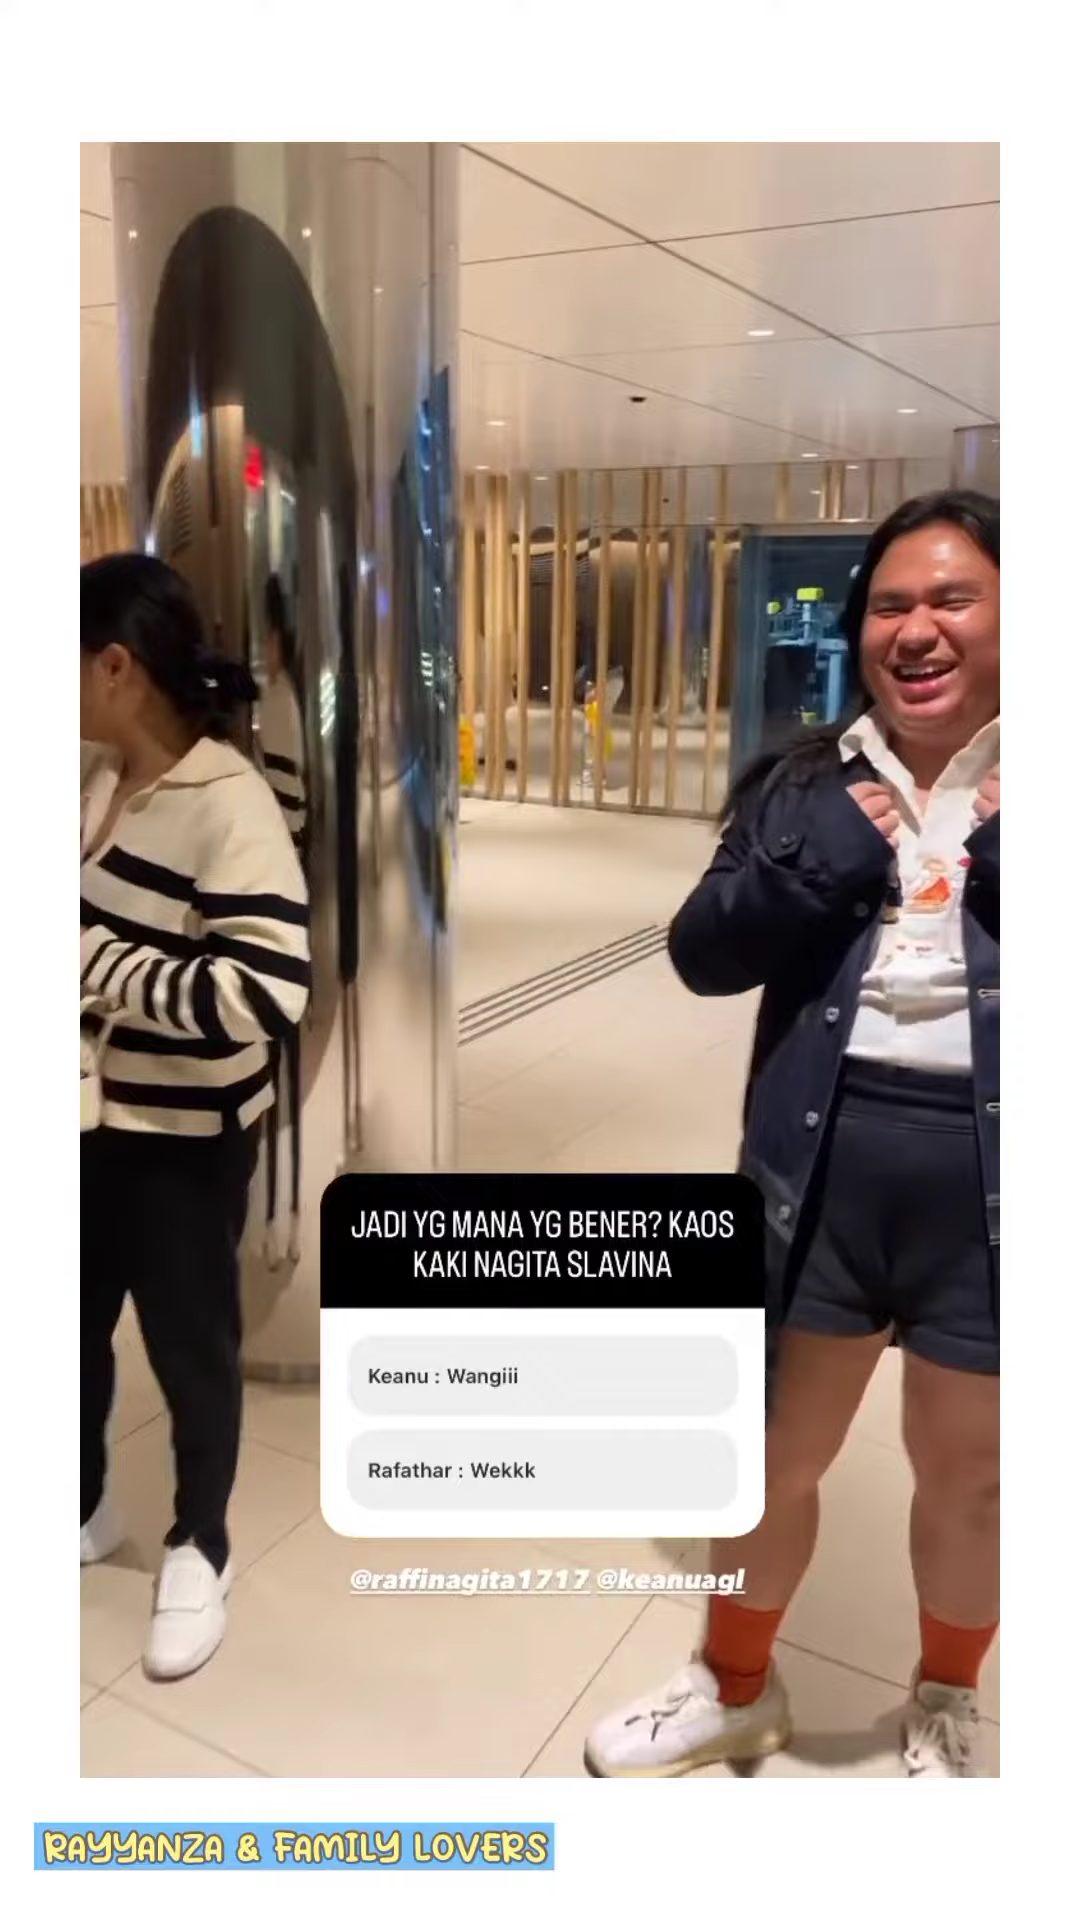 JADI YG MANA YG BENER? KAOS
KAKI NAGITA SLAVINA
Keanu : Wangiii
Rafathar : Wekkk
@raffinagita1717 @keanuagl
RAYYANZA & FAMILY LOVERS